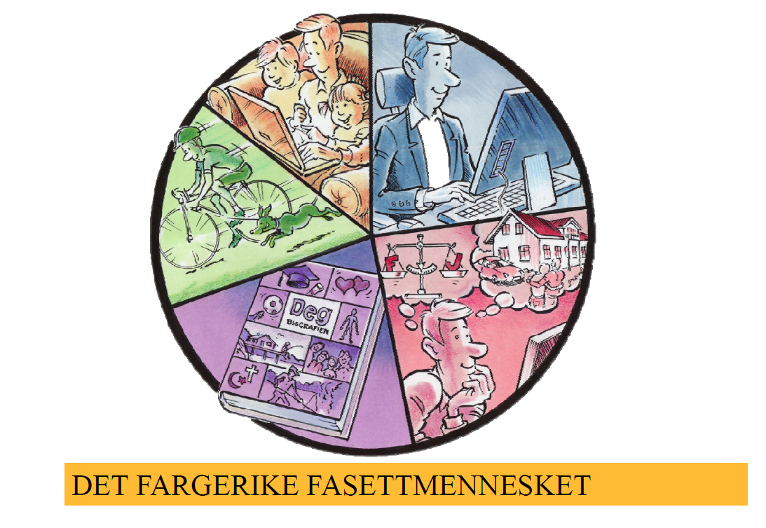 F J
Deg
BIOGRAFIEN
DET FARGERIKE FASETTMENNESKET